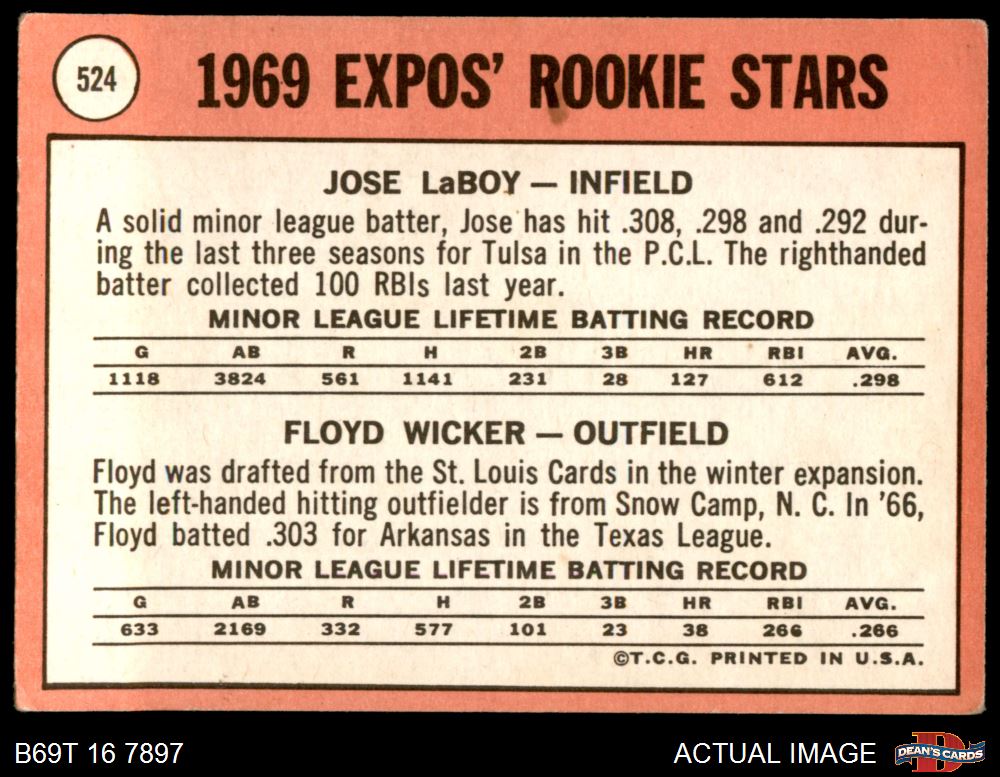 524
1969 EXPOS' ROOKIE STARS
JOSE LaBOY — INFIELD
A solid minor league batter, Jose has hit .308, .298 and .292 dur-
ing the last three seasons for Tulsa in the P.C.L. The righthanded
batter collected 100 RBIs last year.
MINOR LEAGUE LIFETIME BATTING RECORD
G AB R H 2B 3B HR RBI AVG.
1118 3824 561 1141 231 28 127 612 .298
FLOYD WICKER — OUTFIELD
Floyd was drafted from the St. Louis Cards in the winter expansion.
The left-handed hitting outfielder is from Snow Camp, N. C. In '66,
Floyd batted .303 for Arkansas in the Texas League.
MINOR LEAGUE LIFETIME BATTING RECORD
G AB R H 2B 3B HR RBI AVG.
633 2169 332 577 101 23 38 266 .266
©T.C.G. PRINTED IN U.S.A.
B69T 16 7897
ACTUAL IMAGE
D
DEAN'S CARDS